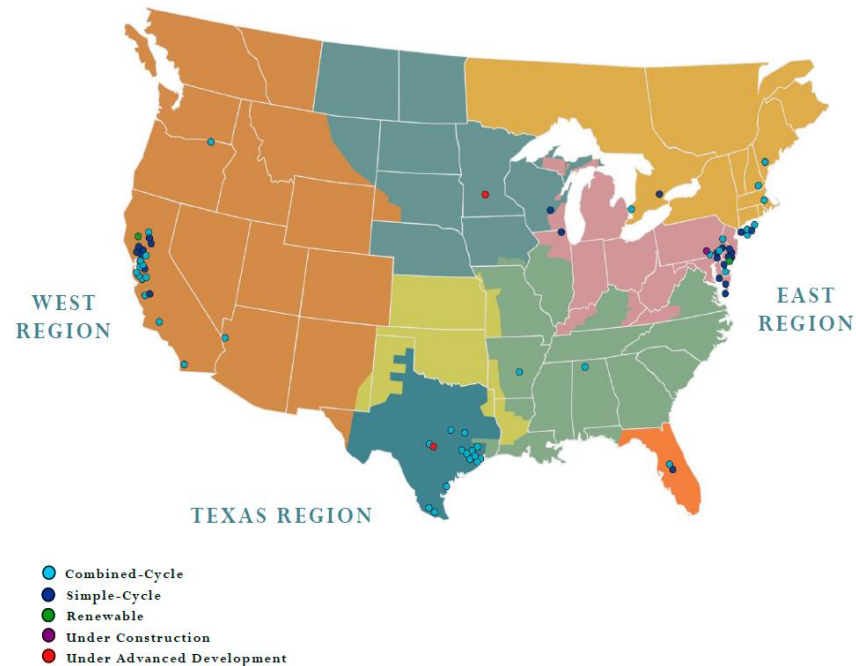 WEST
REGION
EAST
REGION
TEXAS REGION
Combined-Cycle
Simple-Cycle
Renewable
Under Construction
Under Advanced Development